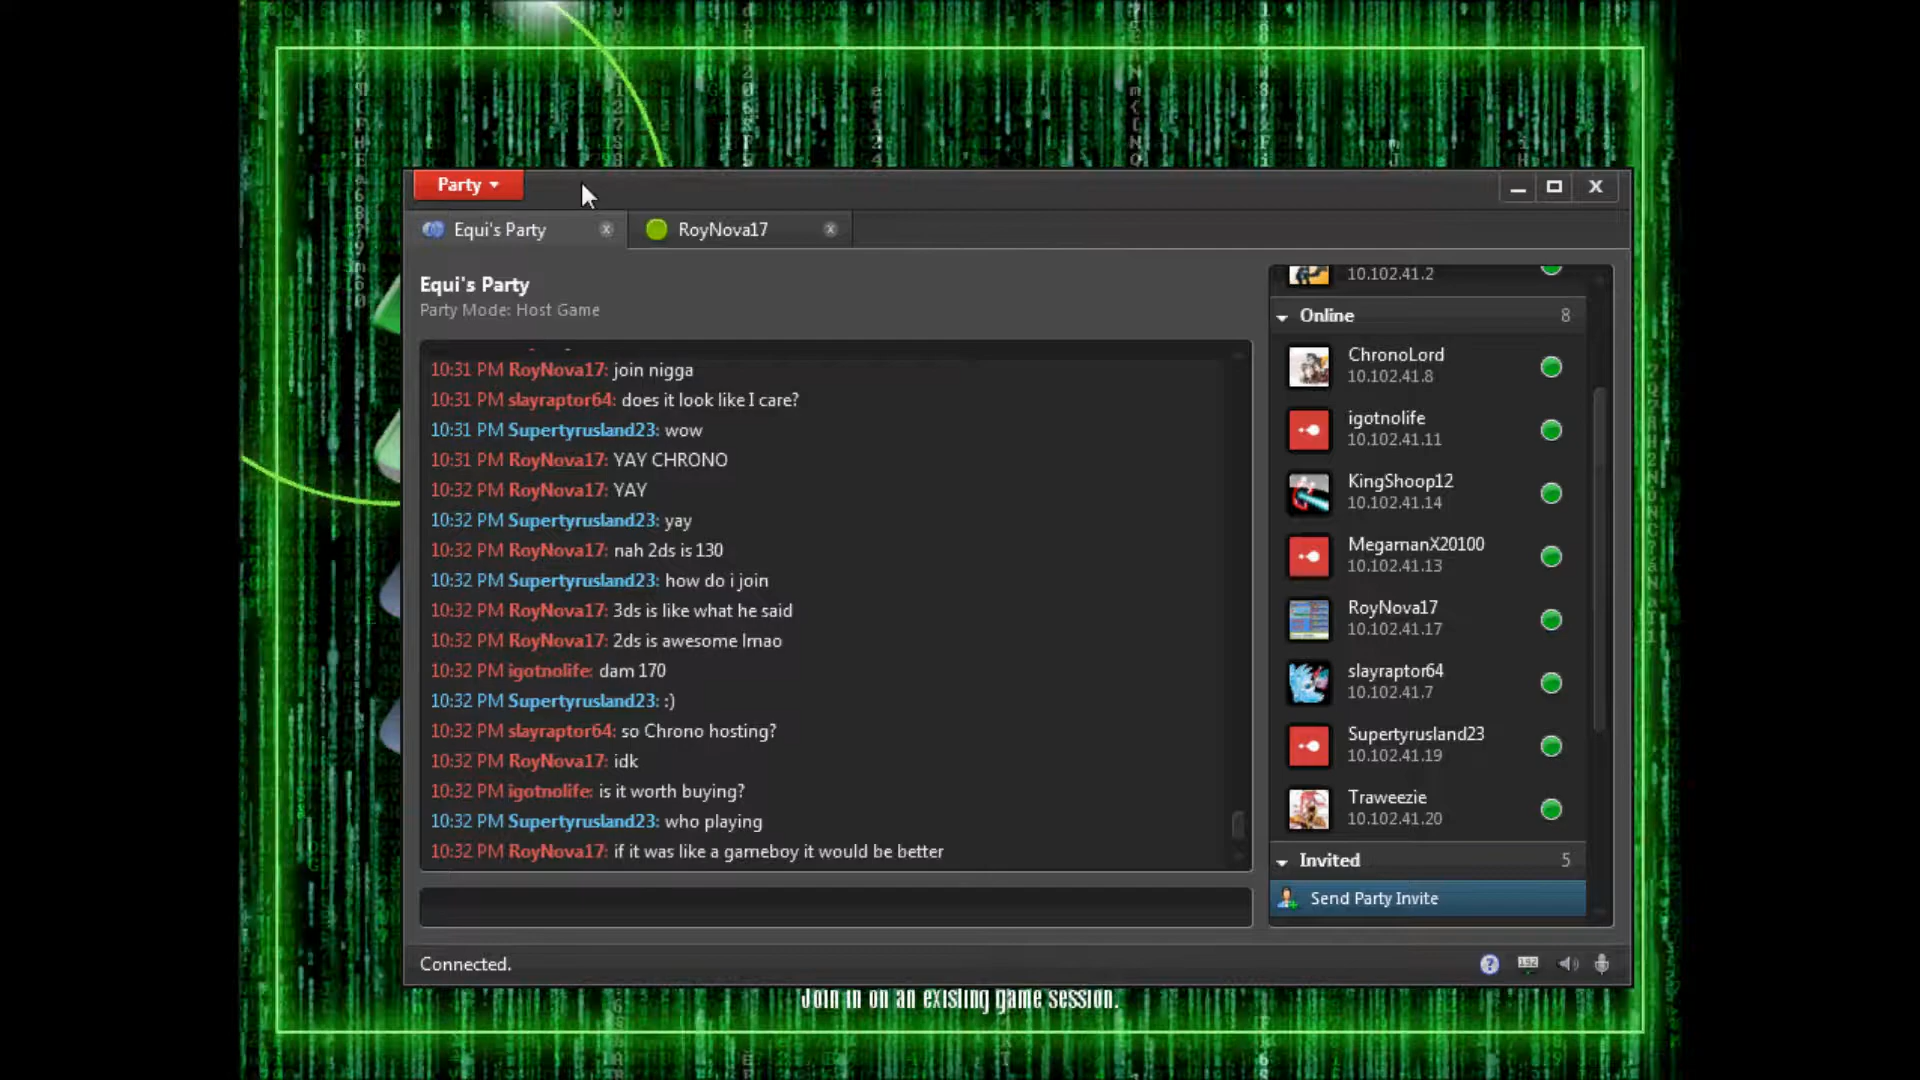 Party
Equi's Party
RoyNova17
Equi's Party
Party Mode: Host Game
10:31 PM RoyNova17: join nigga
10:31 PM slayraptor64: does it look like I care?
10:31 PM Supertyrusland23: wow
10:31 PM RoyNova17: YAY CHRONO
10:32 PM RoyNova17: YAY
10:32 PM Supertyrusland23: yay
10:32 PM RoyNova17: nah 2ds is 130
10:32 PM Supertyrusland23: how do i join
10:32 PM RoyNova17: 3ds is like what he said
10:32 PM RoyNova17: 2ds is awesome lmao
10:32 PM igotnolife: dam 170
10:32 PM Supertyrusland23: :)
10:32 PM slayraptor64: so Chrono hosting?
10:32 PM RoyNova17: idk
10:32 PM igotnolife: is it worth buying?
10:32 PM Supertyrusland23: who playing
10:32 PM RoyNova17: if it was like a gameboy it would be better
10.102.41.2
Online 8
ChronoLord
10.102.41.8
igotnolife
10.102.41.11
KingShoop12
10.102.41.14
MegamanX20100
10.102.41.13
RoyNova17
10.102.41.17
slayraptor64
10.102.41.7
Supertyrusland23
10.102.41.19
Traweezie
10.102.41.20
Invited 5
Send Party Invite
Connected.
192
Join in on an existing game session.